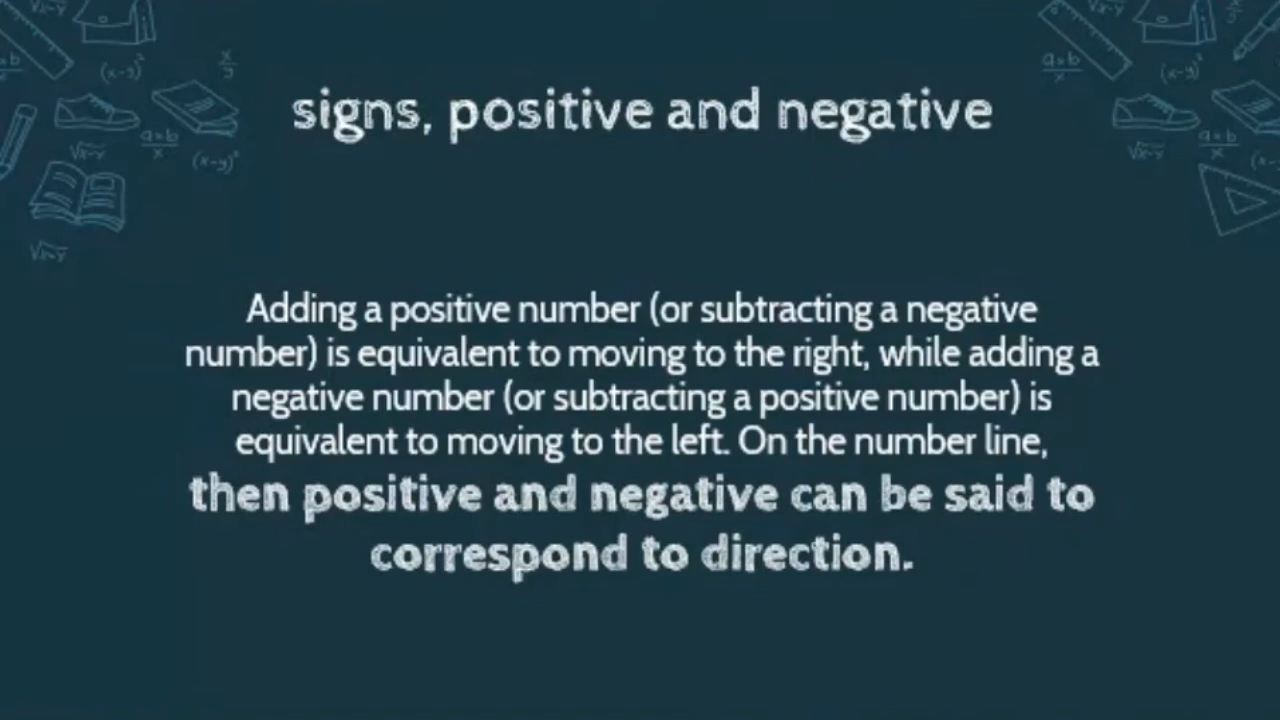 signs, positive and negative
Adding a positive number (or subtracting a negative
number) is equivalent to moving to the right, while adding a
negative number (or subtracting a positive number) is
equivalent to moving to the left. On the number line,
then positive and negative can be said to
correspond to direction.